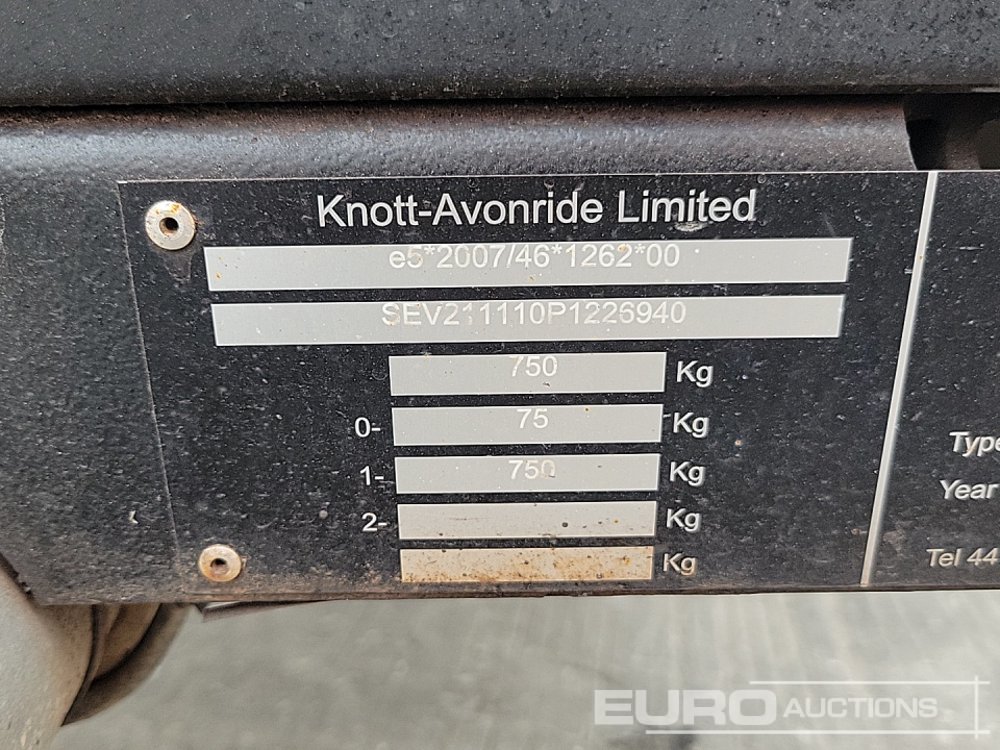 Knott-Avonride Limited
e5*2007/46*1262*00
SEV211110P1226940
750 Kg
0- 75 Kg
1- 750 Kg
2- Kg
Kg
Type
Year
Tel 44
EURO AUCTIONS